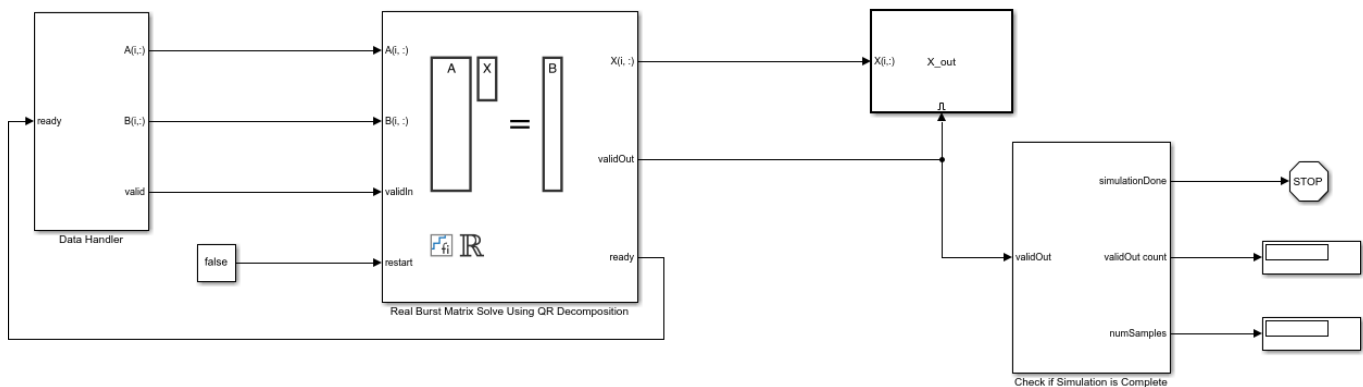 A(i,:)
ready
B(i,:)
valid
Data Handler
false
A(i, :)
B(i, :)
validIn
restart
A
X
=
B
fi
ℝ
X(i, :)
validOut
ready
Real Burst Matrix Solve Using QR Decomposition
X(i,:)
X_out
validOut
simulationDone
validOut count
numSamples
Check if Simulation is Complete
STOP